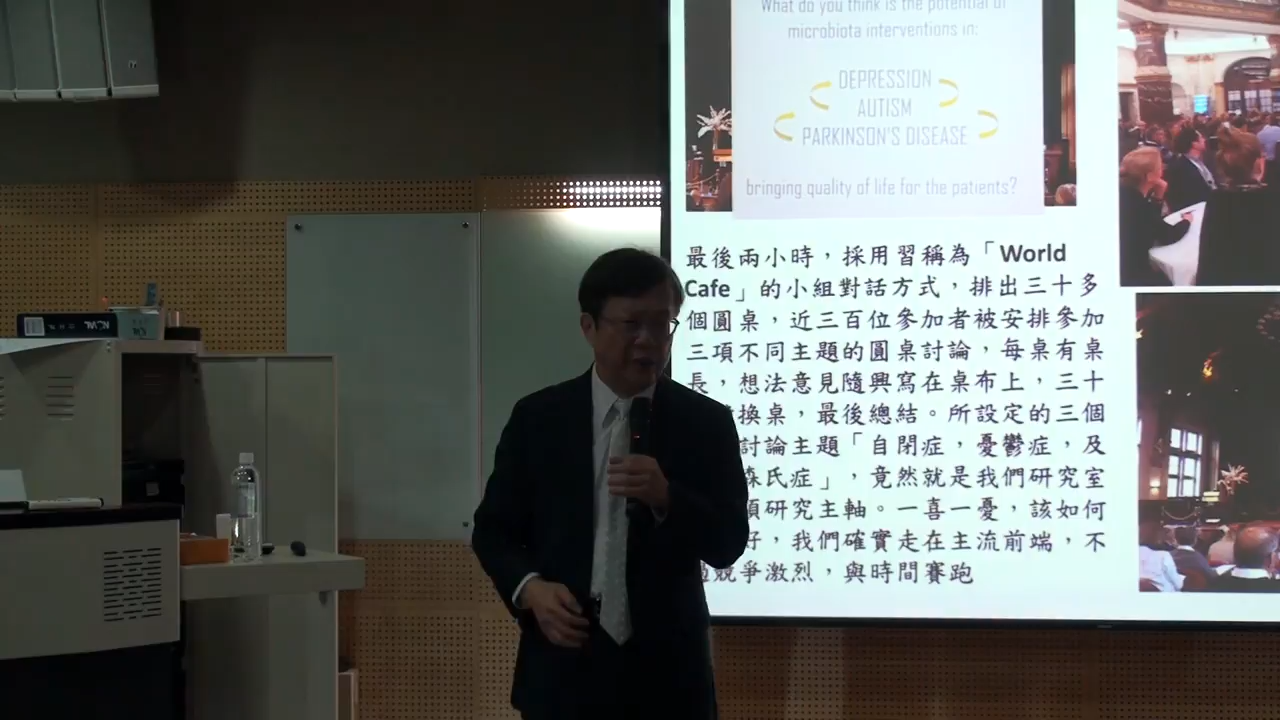 What do you think is the potential of
microbiota interventions in:
DEPRESSION
AUTISM
PARKINSON'S DISEASE
bringing quality of life for the patients?
最後兩小時，採用習稱為「World
Cafe」的小組對話方式，排出三十多
個圓桌，近三百位參加者被安排參加
三項不同主題的圓桌討論，每桌有桌
長，想法意見隨興寫在桌布上，三十
換桌，最後總結。所設定的三個
討論主題「自閉症，憂鬱症，及
森氏症」，竟然就是我們研究室
項研究主軸。一喜一憂，該如何
好，我們確實走在主流前端，不
過競爭激烈，與時間賽跑